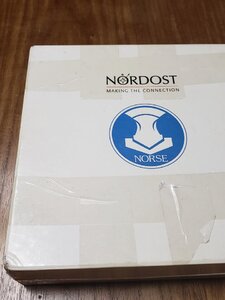 NORDOST
MAKING THE CONNECTION
NORSE